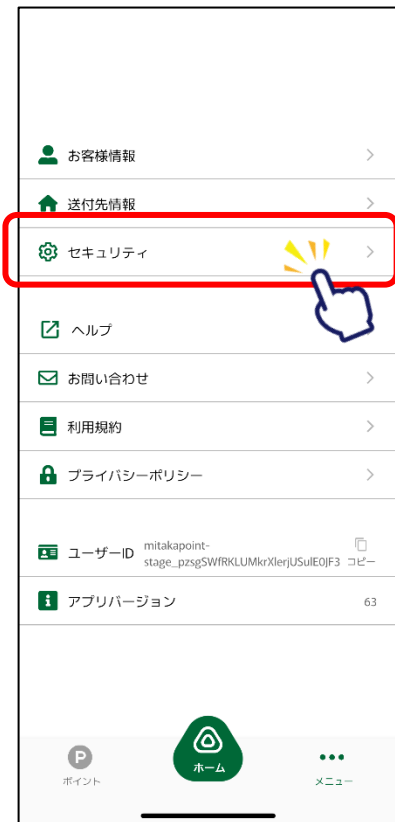 お客様情報
送付先情報
セキュリティ
ヘルプ
お問い合わせ
利用規約
プライバシーポリシー
ユーザーID
mitakapoint-
stage_pzsgSWfRKLUMkrXlerjUSulE0JF3
コピー
アプリバージョン 63
P
ポイント
ホーム
メニュー